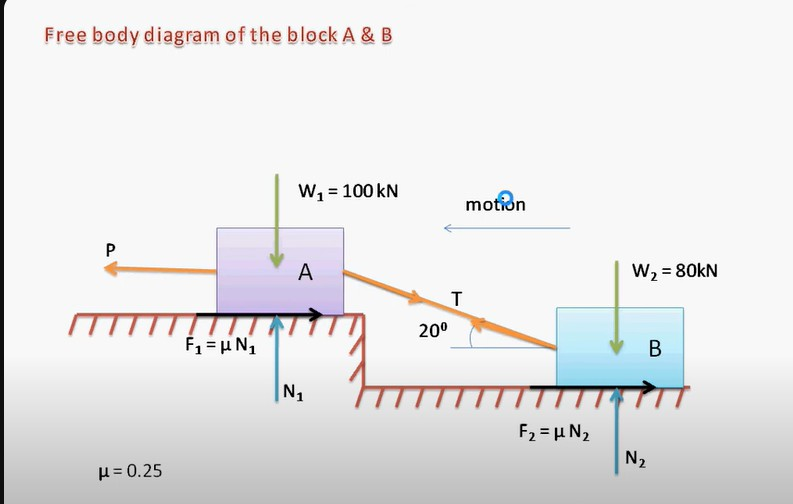 Free body diagram of the block A & B
W₁ = 100 kN
motion
P
A
W₂ = 80kN
T
20⁰
B
F₁ = μ N₁
N₁
F₂ = μ N₂
N₂
μ = 0.25